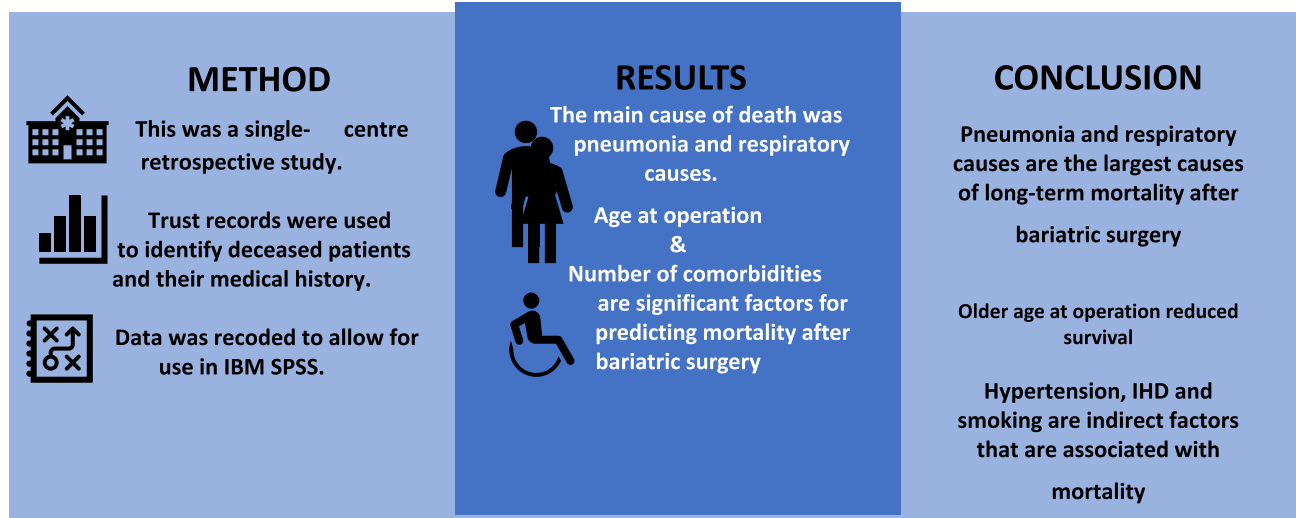 METHOD
This was a single- centre
retrospective study.
Trust records were used
to identify deceased patients
and their medical history.
Data was recoded to allow for
use in IBM SPSS.
RESULTS
The main cause of death was
pneumonia and respiratory
causes.
Age at operation
&
Number of comorbidities
are significant factors for
predicting mortality after
bariatric surgery
CONCLUSION
Pneumonia and respiratory
causes are the largest causes
of long-term mortality after
bariatric surgery
Older age at operation reduced
survival
Hypertension, IHD and
smoking are indirect factors
that are associated with
mortality